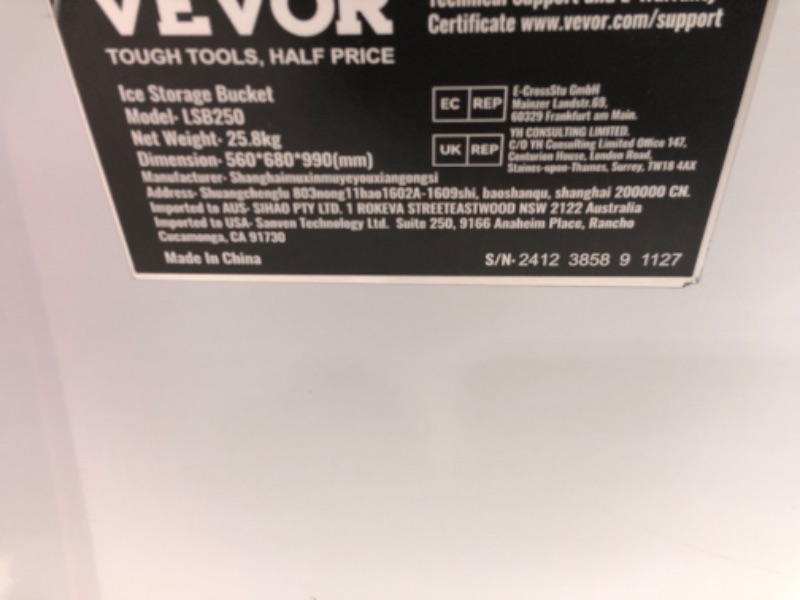 VEVOR
TOUGH TOOLS, HALF PRICE
Technical Support and E-Warranty
Certificate www.vevor.com/support
Ice Storage Bucket
Model- LSB250
Net Weight- 25.8kg
Dimension- 560*680*990(mm)
EC REP
E-CrossStu GmbH
Mainzer Landstr.69,
60329 Frankfurt am Main.
UK REP
YH CONSULTING LIMITED.
C/O YH Consulting Limited Office 147,
Centurion House, London Road,
Staines-upon-Thames, Surrey, TW18 4AX
Manufacturer- Shanghaimuxinmuyeyouxiangongsi
Address- Shuangchenglu 803nong11hao1602A-1609shi, baoshanqu, shanghai 200000 CN.
Imported to AUS- SIHAO PTY LTD. 1 ROKEVA STREETEASTWOOD NSW 2122 Australia
Imported to USA- Sanven Technology Ltd. Suite 250, 9166 Anaheim Place, Rancho
Cucamonga, CA 91730
Made In China
S/N- 2412 3858 9 1127